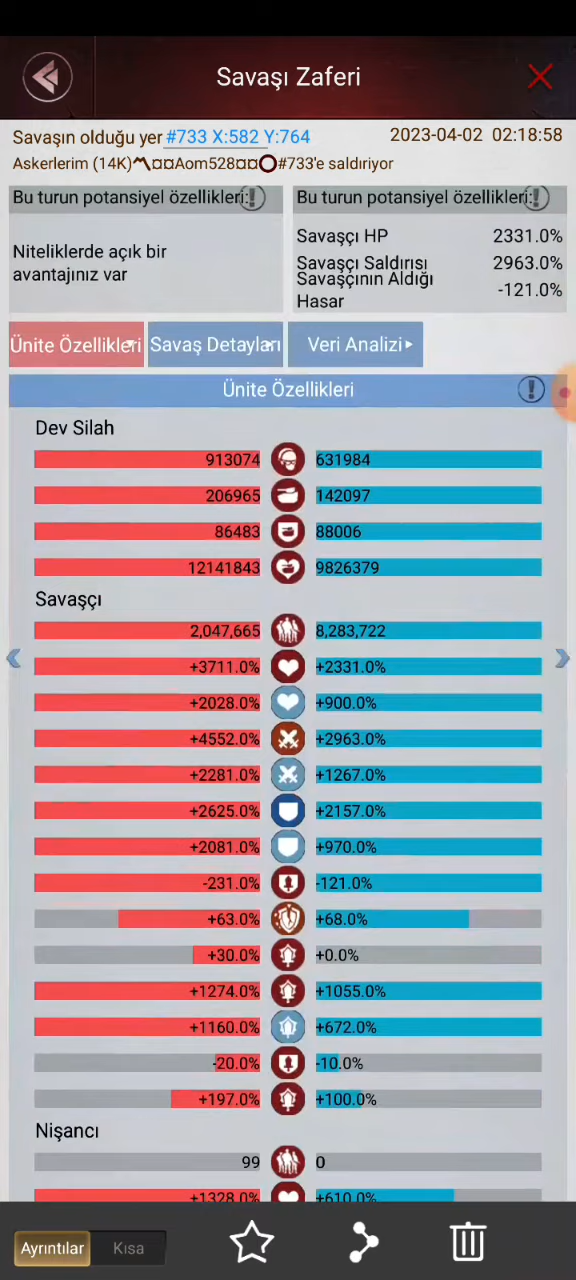 Savaşı Zaferi
Savaşın olduğu yer #733 X:582 Y:764 2023-04-02 02:18:58
Askerlerim (14K)〽¤¤Aom528¤¤⭕#733'e saldırıyor
Bu turun potansiyel özellikleri:
Niteliklerde açık bir
avantajınız var
Bu turun potansiyel özellikleri:
Savaşçı HP 2331.0%
Savaşçı Saldırısı 2963.0%
Savaşçının Aldığı
Hasar -121.0%
Ünite Özellikleri Savaş Detayları Veri Analizi
Ünite Özellikleri
Dev Silah
913074 631984
206965 142097
86483 88006
12141843 9826379
Savaşçı
2,047,665 8,283,722
+3711.0% +2331.0%
+2028.0% +900.0%
+4552.0% +2963.0%
+2281.0% +1267.0%
+2625.0% +2157.0%
+2081.0% +970.0%
-231.0% -121.0%
+63.0% +68.0%
+30.0% +0.0%
+1274.0% +1055.0%
+1160.0% +672.0%
-20.0% -10.0%
+197.0% +100.0%
Nişancı
99 0
+1328.0% +610.0%
Ayrıntılar Kısa